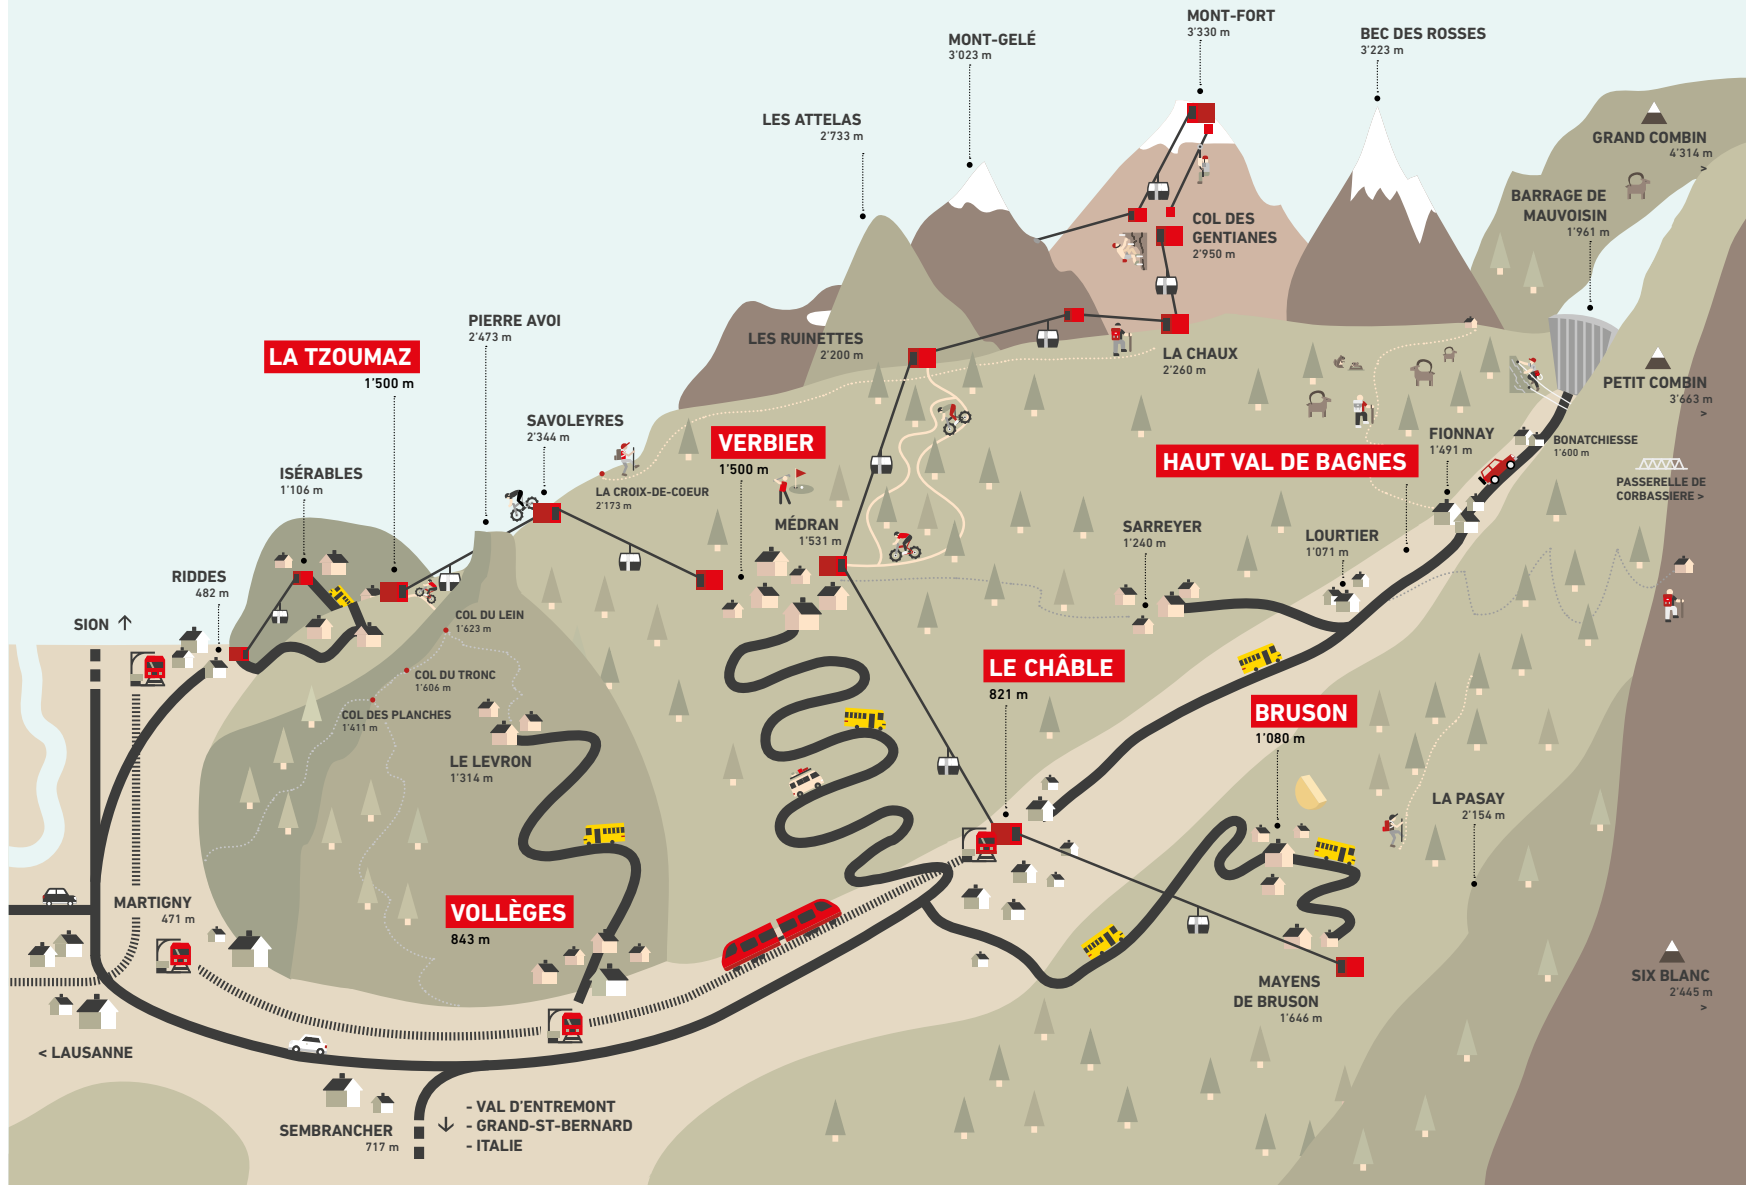 MONT-FORT
3'330 m
BEC DES ROSSES
3'223 m
MONT-GELÉ
3'023 m
LES ATTELAS
2'733 m
GRAND COMBIN
4'314 m
>
BARRAGE DE
MAUVOISIN
1'961 m
COL DES
GENTIANES
2'950 m
PIERRE AVOI
2'473 m
LES RUINETTES
2'200 m
LA CHAUX
2'260 m
LA TZOUMAZ
1'500 m
PETIT COMBIN
3'663 m
>
SAVOLEYRES
2'344 m
VERBIER
1'500 m
HAUT VAL DE BAGNES
FIONNAY
1'491 m
BONATCHIESSE
1'600 m
ISÉRABLES
1'106 m
LA CROIX-DE-COEUR
2'173 m
PASSERELLE DE
CORBASSIERE >
MÉDRAN
1'531 m
SARREYER
1'240 m
LOURTIER
1'071 m
RIDDES
482 m
SION ↑
COL DU LEIN
1'623 m
COL DU TRONC
1'606 m
COL DES PLANCHES
1'411 m
LE CHÂBLE
821 m
BRUSON
1'080 m
LE LEVRON
1'314 m
LA PASAY
2'154 m
MARTIGNY
471 m
VOLLÈGES
843 m
MAYENS
DE BRUSON
1'646 m
SIX BLANC
2'445 m
>
< LAUSANNE
SEMBRANCHER
717 m
↓
- VAL D'ENTREMONT
- GRAND-ST-BERNARD
- ITALIE